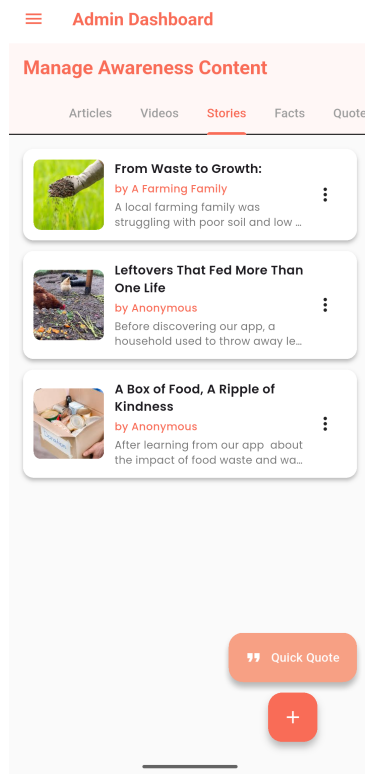 Admin Dashboard
Manage Awareness Content
Articles Videos Stories Facts Quote
From Waste to Growth:
by A Farming Family
A local farming family was
struggling with poor soil and low ...
Leftovers That Fed More Than
One Life
by Anonymous
Before discovering our app, a
household used to throw away le...
A Box of Food, A Ripple of
Kindness
by Anonymous
After learning from our app  about
the impact of food waste and wa...
Quick Quote